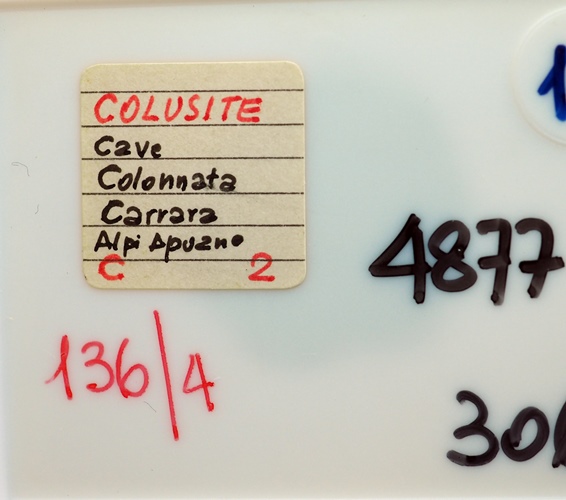 COLUSITE
Cave
Colonnata
Carrara
Alpi Apuane
C 2
4877
136/4